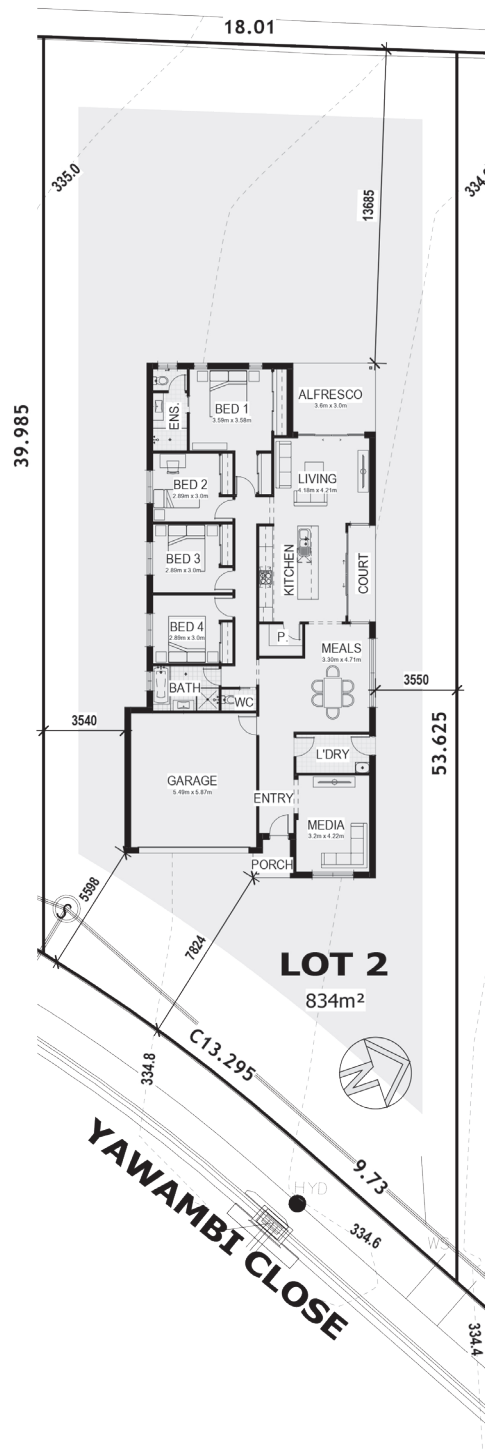 18.01
335.0
334.
13685
39.985
ENS.
BED 1
3.59m x 3.58m
ALFRESCO
3.6m x 3.0m
BED 2
2.89m x 3.0m
LIVING
4.18m x 4.21m
BED 3
2.89m x 3.0m
KITCHEN
COURT
BED 4
2.89m x 3.0m
P.
MEALS
3.30m x 4.71m
BATH
WC
3540
3550
53.625
L'DRY
GARAGE
5.49m x 5.87m
ENTRY
MEDIA
3.2m x 4.22m
PORCH
5598
S
7824
LOT 2
834m²
334.8
C13.295
N
9.73
YAWAMBI CLOSE
HYD
334.6
WS
334.4